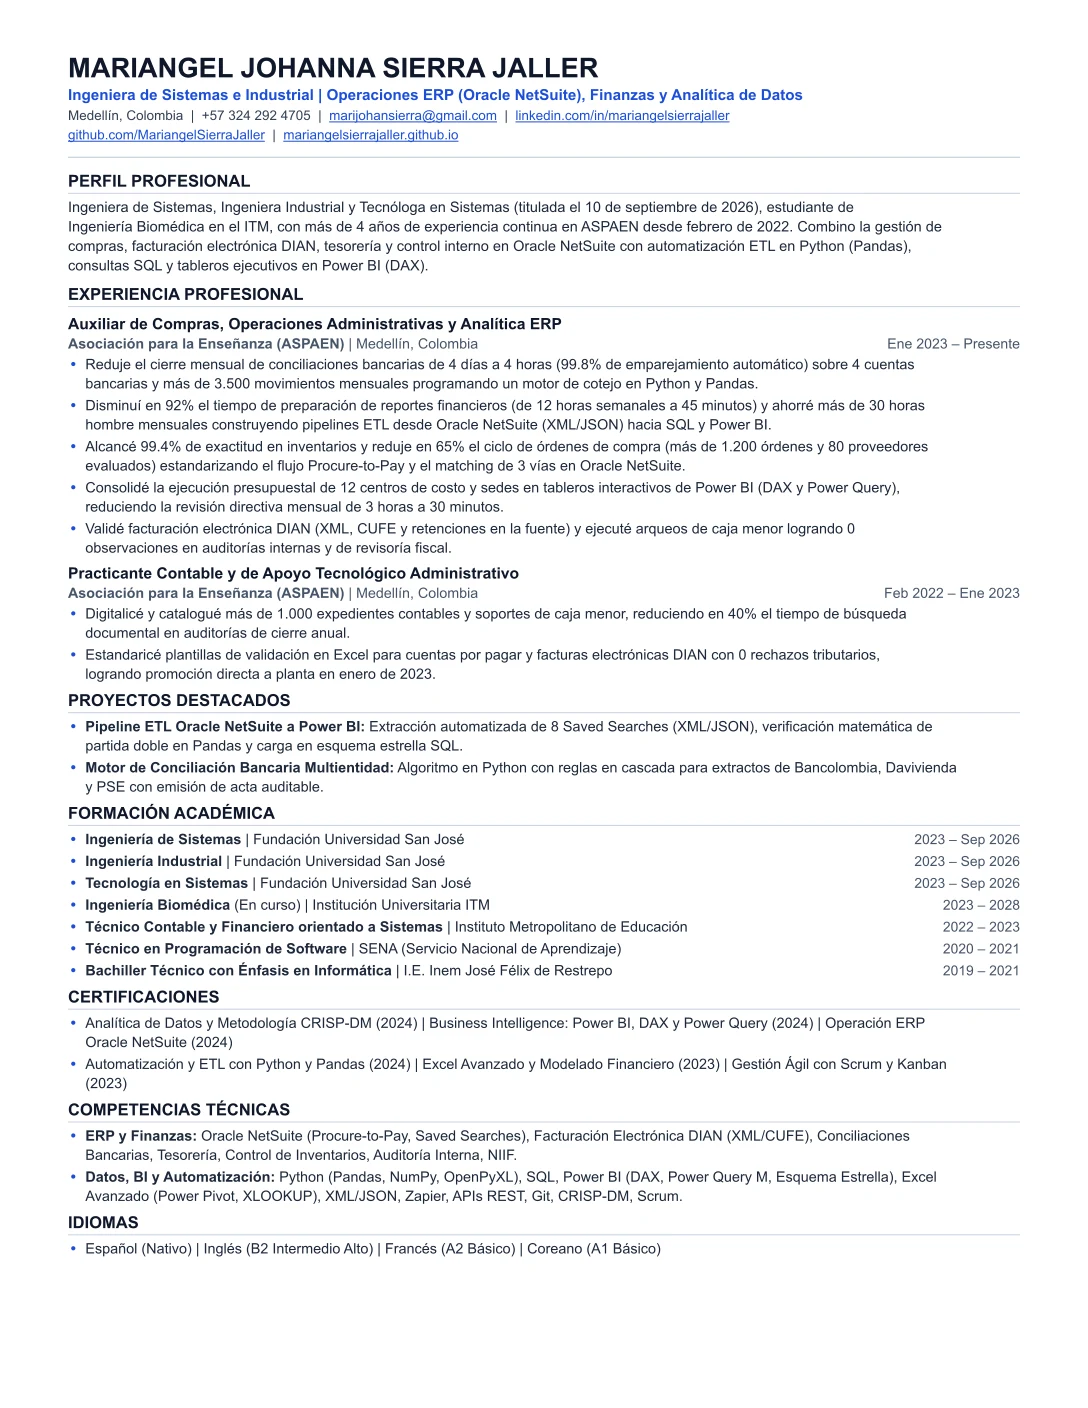 MARIANGEL JOHANNA SIERRA JALLER
Ingeniera de Sistemas e Industrial | Operaciones ERP (Oracle NetSuite), Finanzas y Analítica de Datos
Medellín, Colombia | +57 324 292 4705 | marijohansierra@gmail.com | linkedin.com/in/mariangelsierrajaller
github.com/MariangelSierraJaller | mariangelsierrajaller.github.io
PERFIL PROFESIONAL
Ingeniera de Sistemas, Ingeniera Industrial y Tecnóloga en Sistemas (titulada el 10 de septiembre de 2026), estudiante de
Ingeniería Biomédica en el ITM, con más de 4 años de experiencia continua en ASPAEN desde febrero de 2022. Combino la gestión de
compras, facturación electrónica DIAN, tesorería y control interno en Oracle NetSuite con automatización ETL en Python (Pandas),
consultas SQL y tableros ejecutivos en Power BI (DAX).
EXPERIENCIA PROFESIONAL
Auxiliar de Compras, Operaciones Administrativas y Analítica ERP
Asociación para la Enseñanza (ASPAEN) | Medellín, Colombia Ene 2023 – Presente
• Reduje el cierre mensual de conciliaciones bancarias de 4 días a 4 horas (99.8% de emparejamiento automático) sobre 4 cuentas
bancarias y más de 3.500 movimientos mensuales programando un motor de cotejo en Python y Pandas.
• Disminuí en 92% el tiempo de preparación de reportes financieros (de 12 horas semanales a 45 minutos) y ahorré más de 30 horas
hombre mensuales construyendo pipelines ETL desde Oracle NetSuite (XML/JSON) hacia SQL y Power BI.
• Alcancé 99.4% de exactitud en inventarios y reduje en 65% el ciclo de órdenes de compra (más de 1.200 órdenes y 80 proveedores
evaluados) estandarizando el flujo Procure-to-Pay y el matching de 3 vías en Oracle NetSuite.
• Consolidé la ejecución presupuestal de 12 centros de costo y sedes en tableros interactivos de Power BI (DAX y Power Query),
reduciendo la revisión directiva mensual de 3 horas a 30 minutos.
• Validé facturación electrónica DIAN (XML, CUFE y retenciones en la fuente) y ejecuté arqueos de caja menor logrando 0
observaciones en auditorías internas y de revisoría fiscal.
Practicante Contable y de Apoyo Tecnológico Administrativo
Asociación para la Enseñanza (ASPAEN) | Medellín, Colombia Feb 2022 – Ene 2023
• Digitalicé y catalogué más de 1.000 expedientes contables y soportes de caja menor, reduciendo en 40% el tiempo de búsqueda
documental en auditorías de cierre anual.
• Estandaricé plantillas de validación en Excel para cuentas por pagar y facturas electrónicas DIAN con 0 rechazos tributarios,
logrando promoción directa a planta en enero de 2023.
PROYECTOS DESTACADOS
• Pipeline ETL Oracle NetSuite a Power BI: Extracción automatizada de 8 Saved Searches (XML/JSON), verificación matemática de
partida doble en Pandas y carga en esquema estrella SQL.
• Motor de Conciliación Bancaria Multientidad: Algoritmo en Python con reglas en cascada para extractos de Bancolombia, Davivienda
y PSE con emisión de acta auditable.
FORMACIÓN ACADÉMICA
• Ingeniería de Sistemas | Fundación Universidad San José 2023 – Sep 2026
• Ingeniería Industrial | Fundación Universidad San José 2023 – Sep 2026
• Tecnología en Sistemas | Fundación Universidad San José 2023 – Sep 2026
• Ingeniería Biomédica (En curso) | Institución Universitaria ITM 2023 – 2028
• Técnico Contable y Financiero orientado a Sistemas | Instituto Metropolitano de Educación 2022 – 2023
• Técnico en Programación de Software | SENA (Servicio Nacional de Aprendizaje) 2020 – 2021
• Bachiller Técnico con Énfasis en Informática | I.E. Inem José Félix de Restrepo 2019 – 2021
CERTIFICACIONES
• Analítica de Datos y Metodología CRISP-DM (2024) | Business Intelligence: Power BI, DAX y Power Query (2024) | Operación ERP
Oracle NetSuite (2024)
• Automatización y ETL con Python y Pandas (2024) | Excel Avanzado y Modelado Financiero (2023) | Gestión Ágil con Scrum y Kanban
(2023)
COMPETENCIAS TÉCNICAS
• ERP y Finanzas: Oracle NetSuite (Procure-to-Pay, Saved Searches), Facturación Electrónica DIAN (XML/CUFE), Conciliaciones
Bancarias, Tesorería, Control de Inventarios, Auditoría Interna, NIIF.
• Datos, BI y Automatización: Python (Pandas, NumPy, OpenPyXL), SQL, Power BI (DAX, Power Query M, Esquema Estrella), Excel
Avanzado (Power Pivot, XLOOKUP), XML/JSON, Zapier, APIs REST, Git, CRISP-DM, Scrum.
IDIOMAS
• Español (Nativo) | Inglés (B2 Intermedio Alto) | Francés (A2 Básico) | Coreano (A1 Básico)